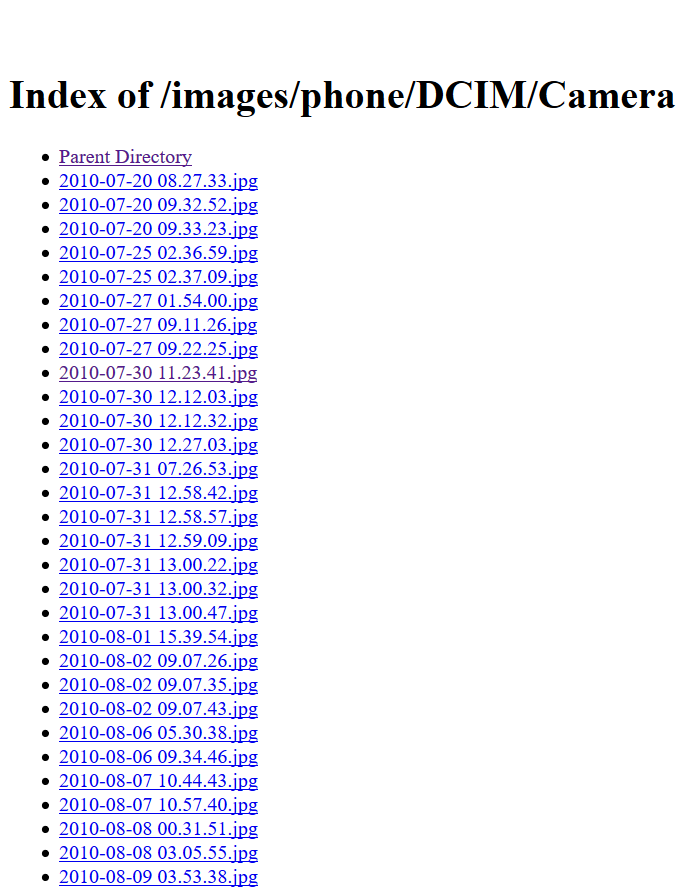 Index of /images/phone/DCIM/Camera
Parent Directory
2010-07-20 08.27.33.jpg
2010-07-20 09.32.52.jpg
2010-07-20 09.33.23.jpg
2010-07-25 02.36.59.jpg
2010-07-25 02.37.09.jpg
2010-07-27 01.54.00.jpg
2010-07-27 09.11.26.jpg
2010-07-27 09.22.25.jpg
2010-07-30 11.23.41.jpg
2010-07-30 12.12.03.jpg
2010-07-30 12.12.32.jpg
2010-07-30 12.27.03.jpg
2010-07-31 07.26.53.jpg
2010-07-31 12.58.42.jpg
2010-07-31 12.58.57.jpg
2010-07-31 12.59.09.jpg
2010-07-31 13.00.22.jpg
2010-07-31 13.00.32.jpg
2010-07-31 13.00.47.jpg
2010-08-01 15.39.54.jpg
2010-08-02 09.07.26.jpg
2010-08-02 09.07.35.jpg
2010-08-02 09.07.43.jpg
2010-08-06 05.30.38.jpg
2010-08-06 09.34.46.jpg
2010-08-07 10.44.43.jpg
2010-08-07 10.57.40.jpg
2010-08-08 00.31.51.jpg
2010-08-08 03.05.55.jpg
2010-08-09 03.53.38.jpg